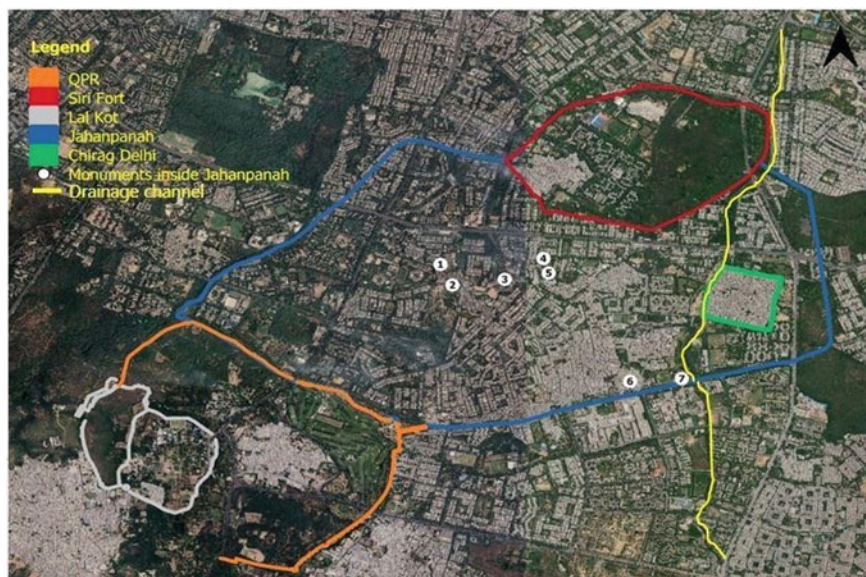 Legend
QPR
Siri Fort
Lal Kot
Jahanpanah
Chirag Delhi
Monuments inside Jahanpanah
Drainage channel
4
1
5
3
2
7
6